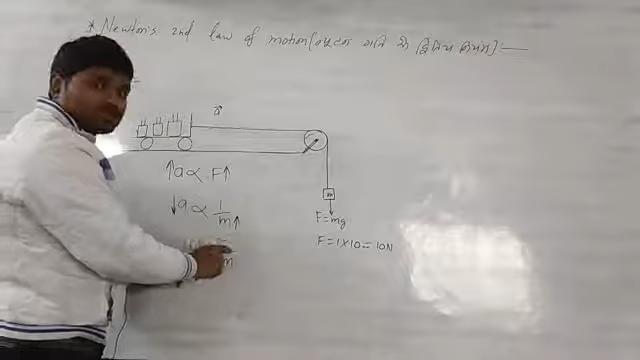 * Newton's 2nd law of motion (न्यूटन गति का द्वितीय नियम) —
a⃗
↑a ∝ F↑
↓a ∝ 1/m↑
m
F=mg
F=1×10=10N